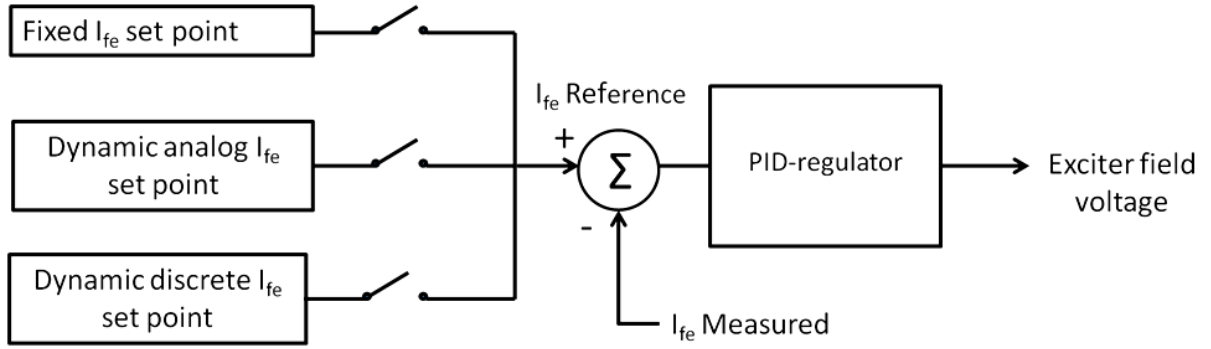 Fixed Ife set point
Dynamic analog Ife
set point
Dynamic discrete Ife
set point
Ife Reference
+
Σ
-
Ife Measured
PID-regulator
Exciter field
voltage